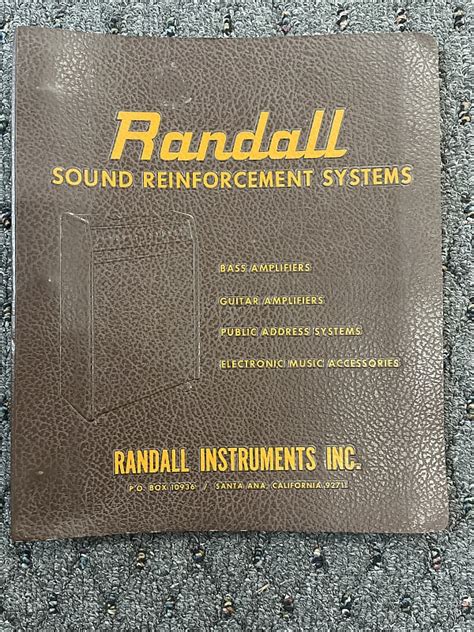 Randall
SOUND REINFORCEMENT SYSTEMS
BASS AMPLIFIERS
GUITAR AMPLIFIERS
PUBLIC ADDRESS SYSTEMS
ELECTRONIC MUSIC ACCESSORIES
RANDALL INSTRUMENTS INC.
P.O. BOX 10936 / SANTA ANA, CALIFORNIA 92711